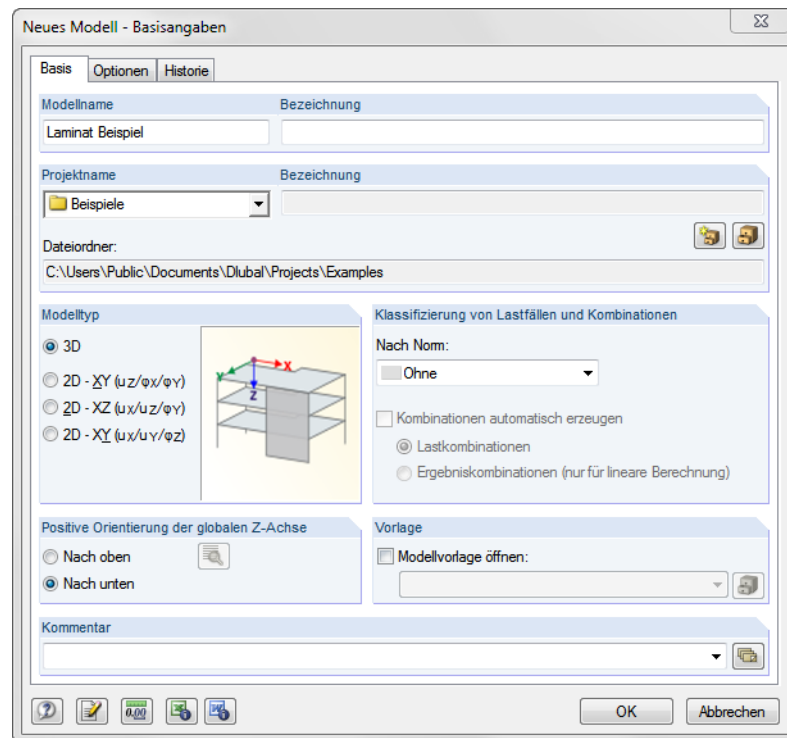 Neues Modell - Basisangaben
Basis Optionen Historie
Modellname Bezeichnung
Laminat Beispiel
Projektname Bezeichnung
Beispiele
Dateiordner:
C:\Users\Public\Documents\Dlubal\Projects\Examples
Modelltyp
3D
2D - XY (uZ/φX/φY)
2D - XZ (uX/uZ/φY)
2D - XY (uX/uY/φZ)
X
Y
Z
Klassifizierung von Lastfällen und Kombinationen
Nach Norm:
Ohne
Kombinationen automatisch erzeugen
Lastkombinationen
Ergebniskombinationen (nur für lineare Berechnung)
Positive Orientierung der globalen Z-Achse
Nach oben
Nach unten
Vorlage
Modellvorlage öffnen:
Kommentar
0.00
OK Abbrechen